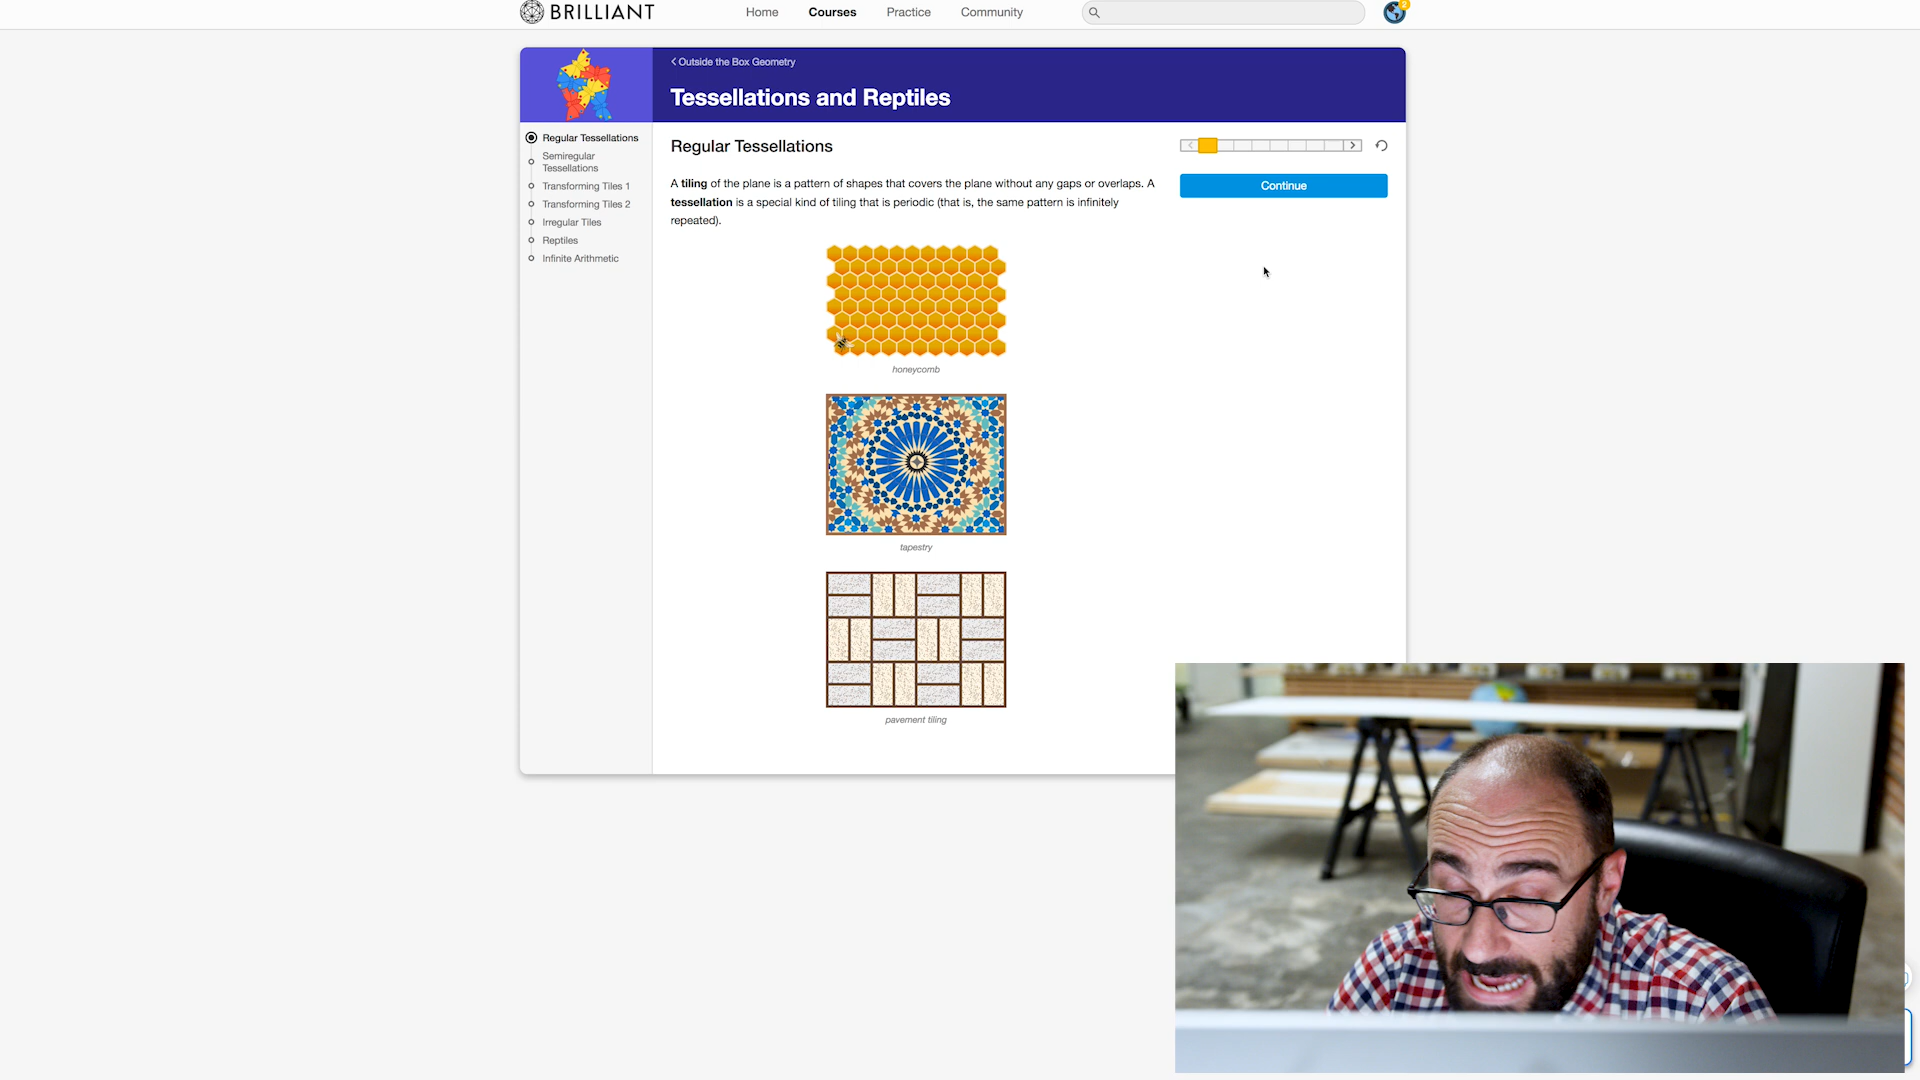 BRILLIANT
Home
Courses
Practice
Community
2
< Outside the Box Geometry
Tessellations and Reptiles
Regular Tessellations
Semiregular
Tessellations
Transforming Tiles 1
Transforming Tiles 2
Irregular Tiles
Reptiles
Infinite Arithmetic
Regular Tessellations
Continue
A tiling of the plane is a pattern of shapes that covers the plane without any gaps or overlaps. A
tessellation is a special kind of tiling that is periodic (that is, the same pattern is infinitely
repeated).
honeycomb
tapestry
pavement tiling